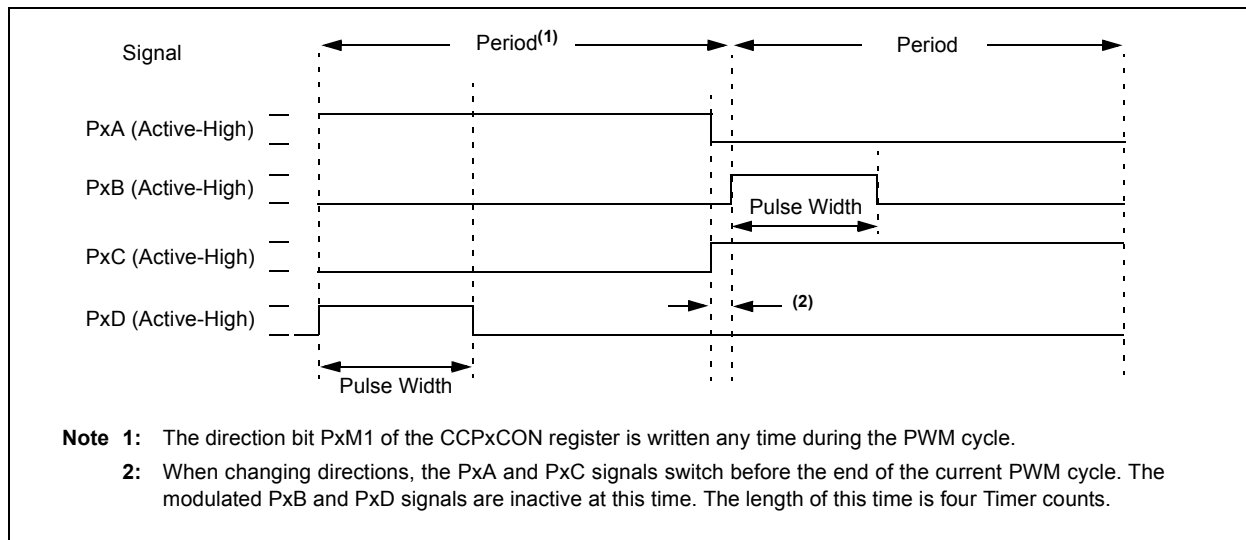 Signal
Period(1)
Period
PxA (Active-High)
PxB (Active-High)
Pulse Width
PxC (Active-High)
(2)
PxD (Active-High)
Pulse Width
Note 1: The direction bit PxM1 of the CCPxCON register is written any time during the PWM cycle.
2: When changing directions, the PxA and PxC signals switch before the end of the current PWM cycle. The
modulated PxB and PxD signals are inactive at this time. The length of this time is four Timer counts.